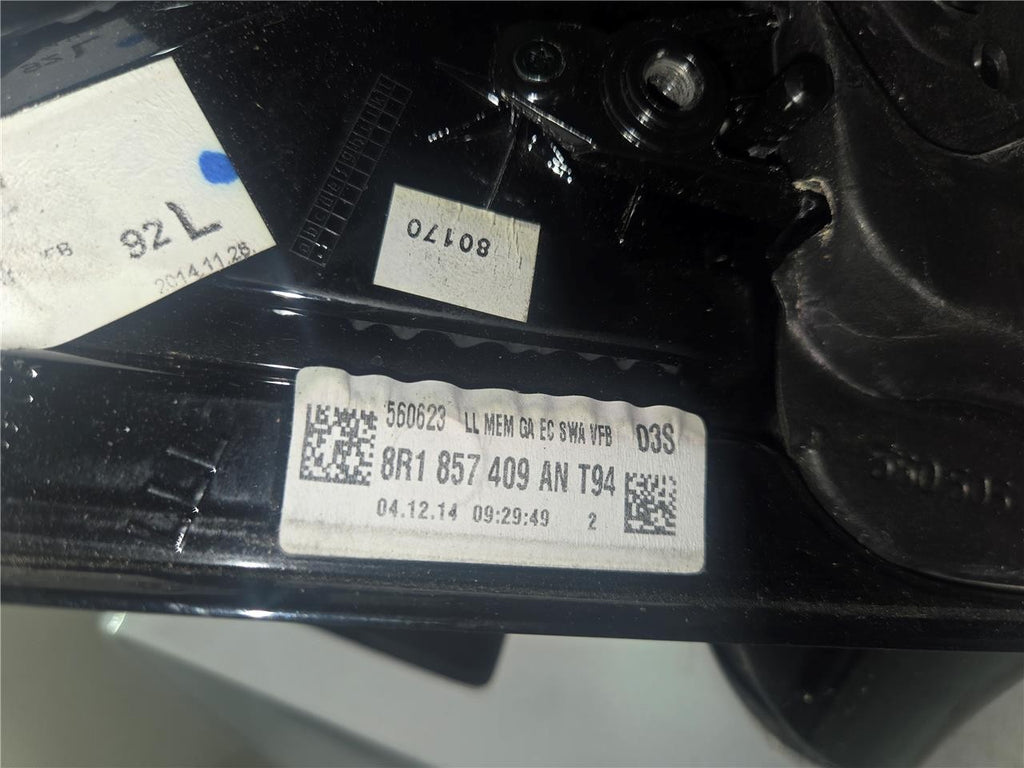 92 L
2014.11.28
80170
560623 LL MEM GA EC SWA VFB D3S
8R1 857 409 AN T94
04.12.14 09:29:49 2